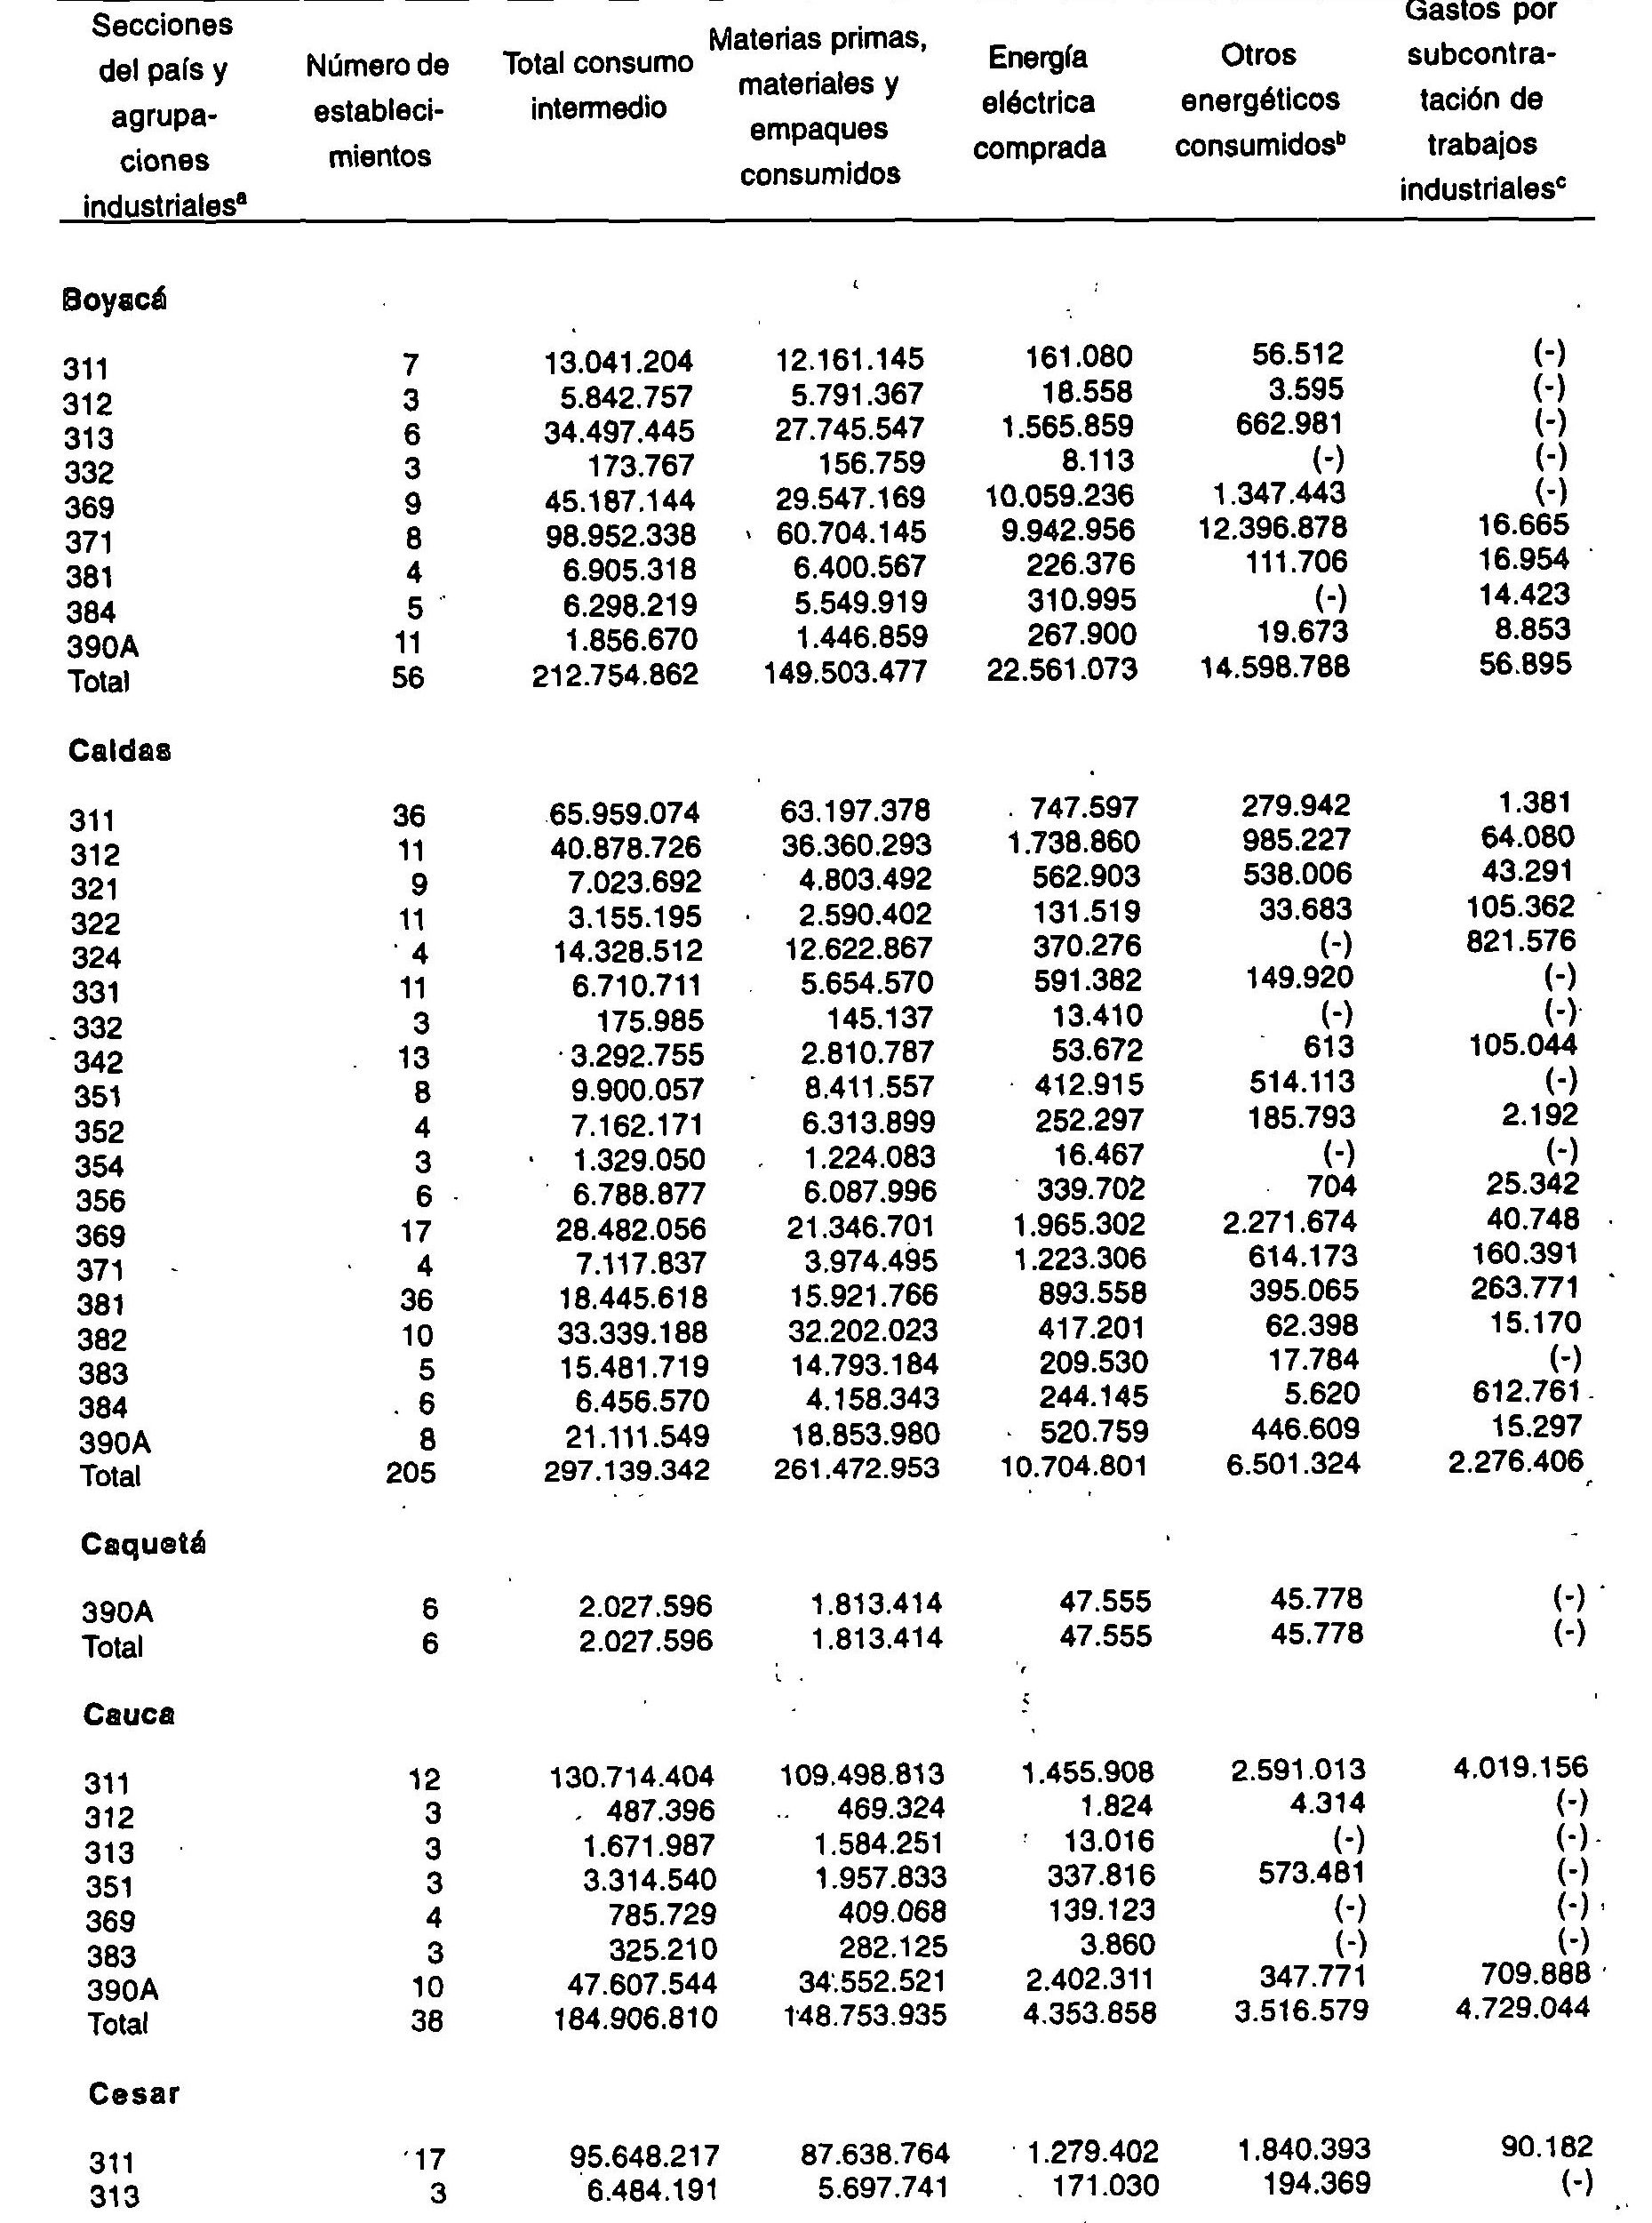 Secciones del país y agrupa- ciones industrialesª Número de estableci- mientos Total consumo intermedio Materias primas, materiales y empaques consumidos Energía eléctrica comprada Otros energéticos consumidosᵇ Gastos por subcontra- tación de trabajos industrialesᶜ
Boyacá
311 7 13.041.204 12.161.145 161.080 56.512 (-)
312 3 5.842.757 5.791.367 18.558 3.595 (-)
313 6 34.497.445 27.745.547 1.565.859 662.981 (-)
332 3 173.767 156.759 8.113 (-) (-)
369 9 45.187.144 29.547.169 10.059.236 1.347.443 (-)
371 8 98.952.338 60.704.145 9.942.956 12.396.878 16.665
381 4 6.905.318 6.400.567 226.376 111.706 16.954
384 5 6.298.219 5.549.919 310.995 (-) 14.423
390A 11 1.856.670 1.446.859 267.900 19.673 8.853
Total 56 212.754.862 149.503.477 22.561.073 14.598.788 56.895
Caldas
311 36 65.959.074 63.197.378 747.597 279.942 1.381
312 11 40.878.726 36.360.293 1.738.860 985.227 64.080
321 9 7.023.692 4.803.492 562.903 538.006 43.291
322 11 3.155.195 2.590.402 131.519 33.683 105.362
324 4 14.328.512 12.622.867 370.276 (-) 821.576
331 11 6.710.711 5.654.570 591.382 149.920 (-)
332 3 175.985 145.137 13.410 (-) (-)
342 13 3.292.755 2.810.787 53.672 613 105.044
351 8 9.900.057 8.411.557 412.915 514.113 (-)
352 4 7.162.171 6.313.899 252.297 185.793 2.192
354 3 1.329.050 1.224.083 16.467 (-) (-)
356 6 6.788.877 6.087.996 339.702 704 25.342
369 17 28.482.056 21.346.701 1.965.302 2.271.674 40.748
371 4 7.117.837 3.974.495 1.223.306 614.173 160.391
381 36 18.445.618 15.921.766 893.558 395.065 263.771
382 10 33.339.188 32.202.023 417.201 62.398 15.170
383 5 15.481.719 14.793.184 209.530 17.784 (-)
384 6 6.456.570 4.158.343 244.145 5.620 612.761
390A 8 21.111.549 18.853.980 520.759 446.609 15.297
Total 205 297.139.342 261.472.953 10.704.801 6.501.324 2.276.406
Caquetá
390A 6 2.027.596 1.813.414 47.555 45.778 (-)
Total 6 2.027.596 1.813.414 47.555 45.778 (-)
Cauca
311 12 130.714.404 109.498.813 1.455.908 2.591.013 4.019.156
312 3 487.396 469.324 1.824 4.314 (-)
313 3 1.671.987 1.584.251 13.016 (-) (-)
351 3 3.314.540 1.957.833 337.816 573.481 (-)
369 4 785.729 409.068 139.123 (-) (-)
383 3 325.210 282.125 3.860 (-) (-)
390A 10 47.607.544 34.552.521 2.402.311 347.771 709.888
Total 38 184.906.810 148.753.935 4.353.858 3.516.579 4.729.044
Cesar
311 17 95.648.217 87.638.764 1.279.402 1.840.393 90.182
313 3 6.484.191 5.697.741 171.030 194.369 (-)